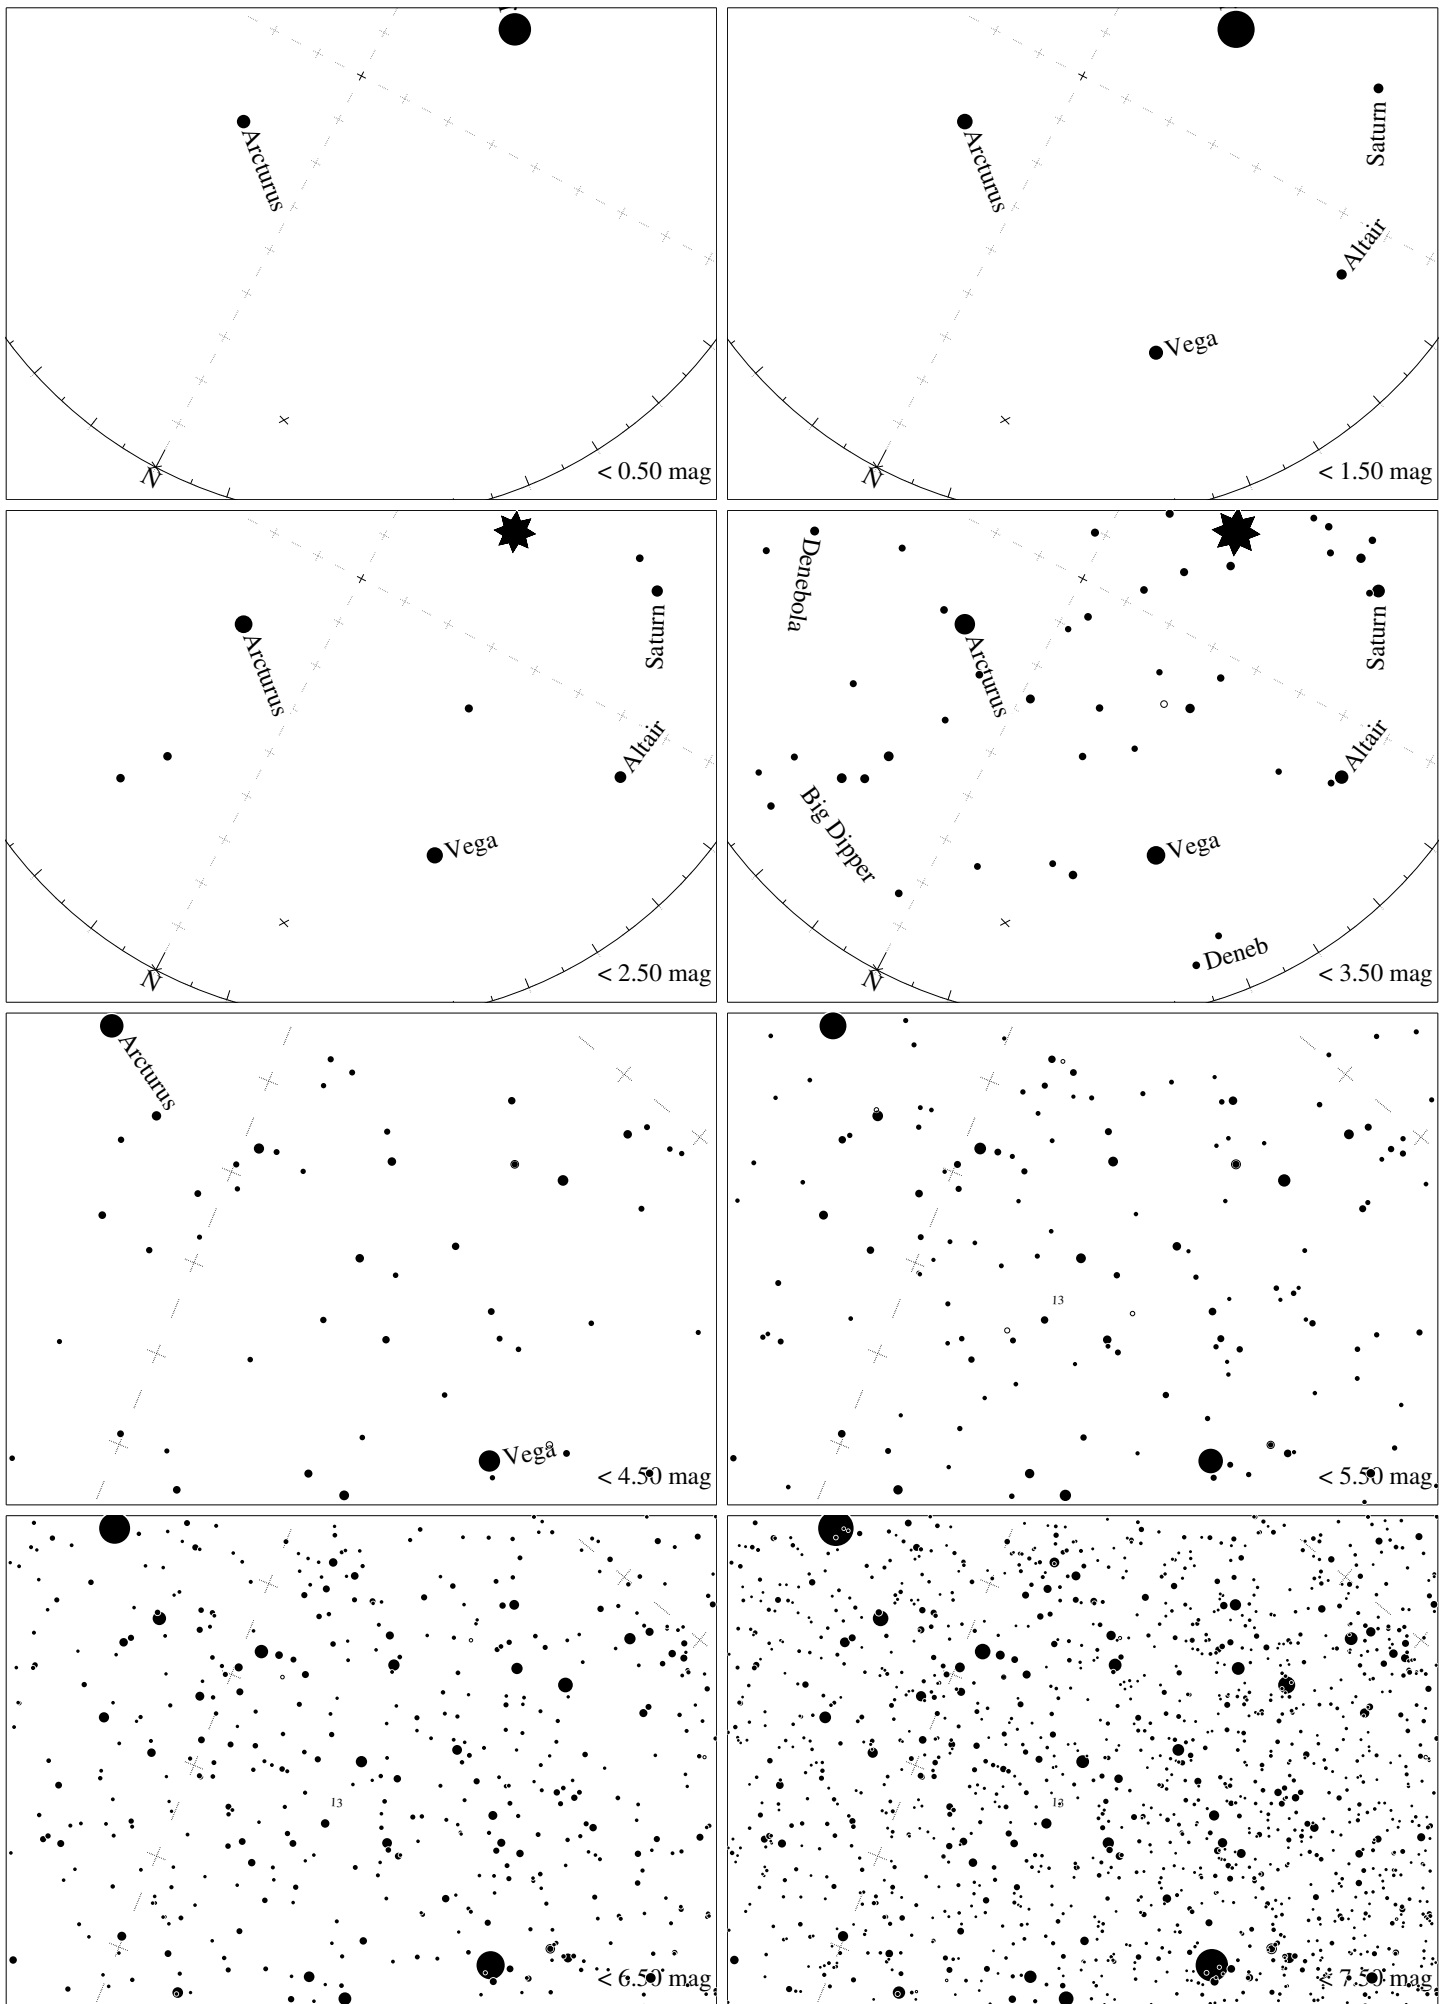 Arcturus
N
< 0.50 mag
Arcturus
Saturn
Altair
Vega
N
< 1.50 mag
Arcturus
Saturn
Altair
Vega
N
< 2.50 mag
Denebola
Arcturus
Saturn
Altair
Big Dipper
Vega
Deneb
N
< 3.50 mag
Arcturus
Vega
< 4.50 mag
13
< 5.50 mag
13
< 6.50 mag
13
< 7.50 mag